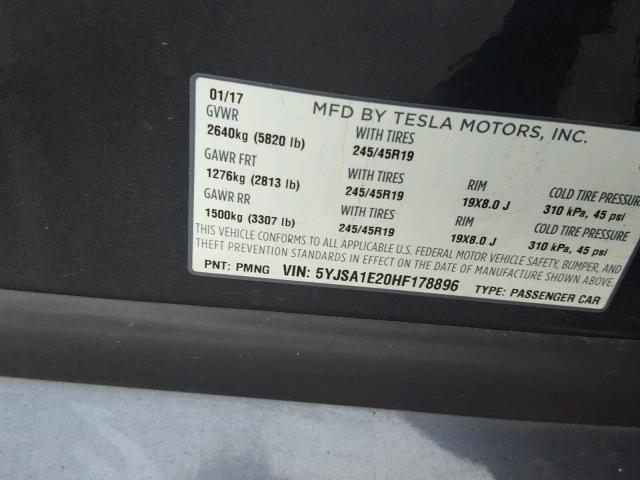 01/17 MFD BY TESLA MOTORS, INC.
GVWR
2640kg (5820 lb) WITH TIRES
GAWR FRT 245/45R19
1276kg (2813 lb) WITH TIRES RIM COLD TIRE PRESSURE
GAWR RR 245/45R19 19X8.0 J 310 kPa, 45 psi
1500kg (3307 lb) WITH TIRES RIM COLD TIRE PRESSURE
245/45R19 19X8.0 J 310 kPa, 45 psi
THIS VEHICLE CONFORMS TO ALL APPLICABLE U.S. FEDERAL MOTOR VEHICLE SAFETY, BUMPER, AND
THEFT PREVENTION STANDARDS IN EFFECT ON THE DATE OF MANUFACTURE SHOWN ABOVE.
PNT: PMNG VIN: 5YJSA1E20HF178896 TYPE: PASSENGER CAR